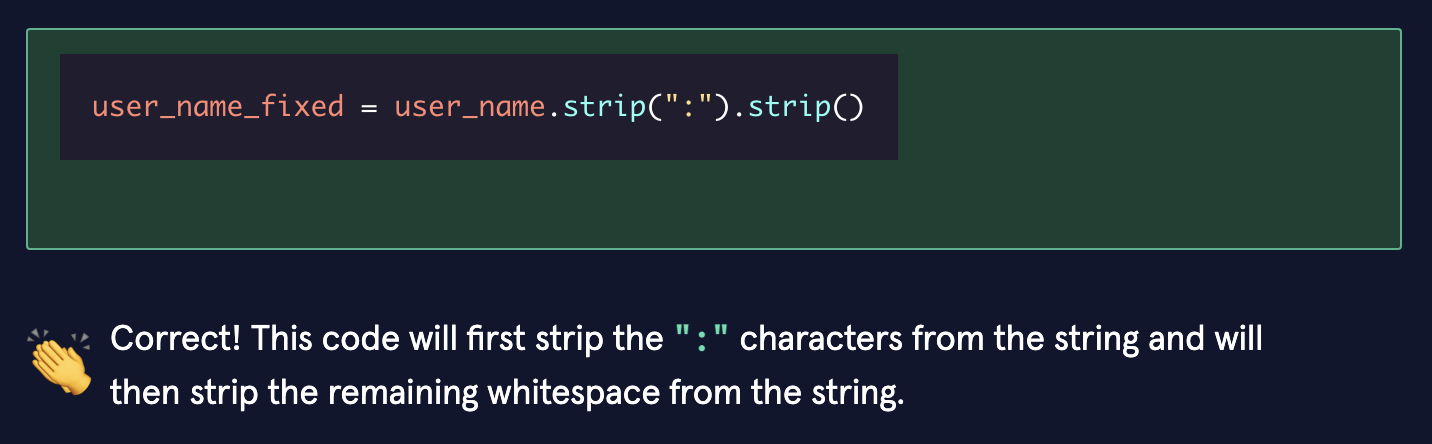 user_name_fixed = user_name.strip(":").strip()
Correct! This code will first strip the ":" characters from the string and will
then strip the remaining whitespace from the string.